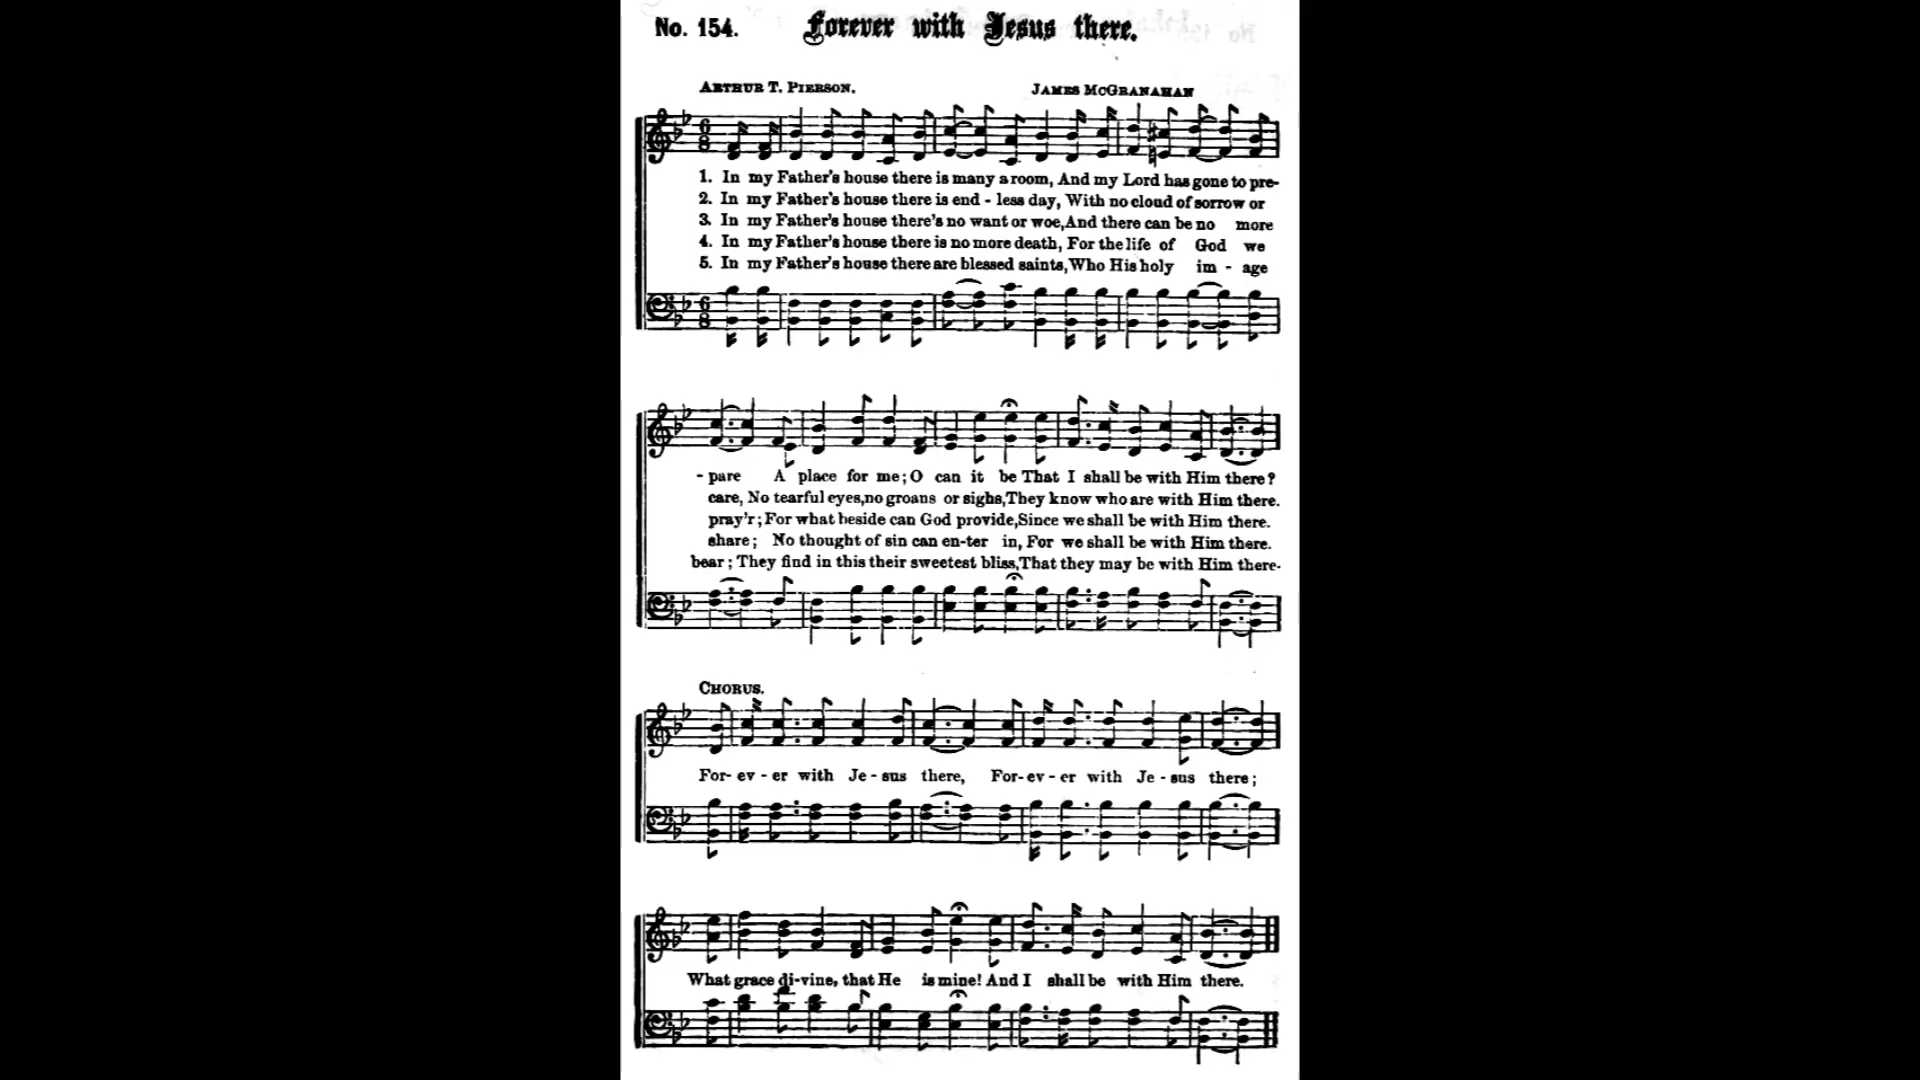 No. 154. Forever with Jesus there.
ARTHUR T. PIERSON. JAMES MCGRANAHAN
1. In my Father's house there is many a room, And my Lord has gone to pre-
2. In my Father's house there is end - less day, With no cloud of sorrow or
3. In my Father's house there's no want or woe, And there can be no more
4. In my Father's house there is no more death, For the life of God we
5. In my Father's house there are blessed saints, Who His holy im - age
- pare A place for me; O can it be That I shall be with Him there?
care, No tearful eyes, no groans or sighs, They know who are with Him there.
pray'r; For what beside can God provide, Since we shall be with Him there.
share; No thought of sin can en-ter in, For we shall be with Him there.
bear; They find in this their sweetest bliss, That they may be with Him there.
CHORUS.
For- ev - er with Je - sus there, For-ev - er with Je - sus there;
What grace di-vine, that He is mine! And I shall be with Him there.